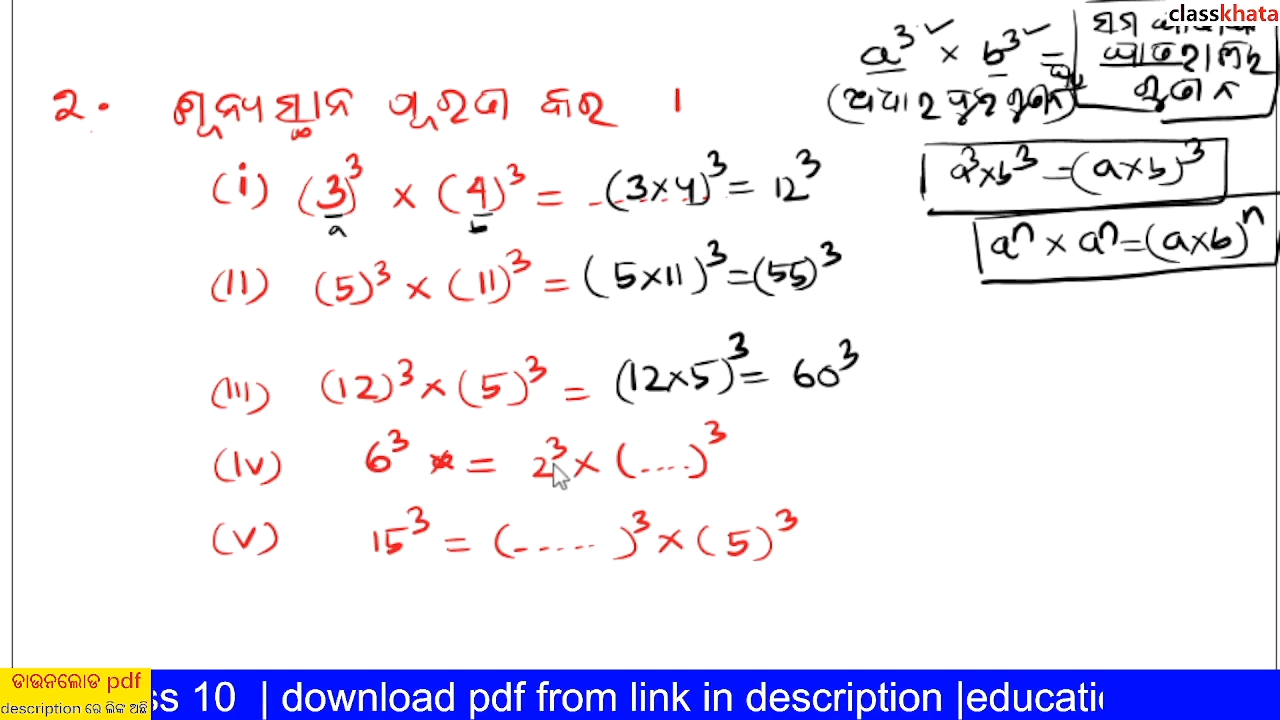 classkhata
a³ × b³ =
ଘାତ
୨. ଶୂନ୍ୟସ୍ଥାନ ପୂରଣ କର ।
a³ x b³ = (a x b)³
(i) (3)³ × (4)³ = (3 x 4)³ = 12³
a b
aⁿ x aⁿ = (a x b)ⁿ
(ii) (5)³ × (11)³ = (5 x 11)³ = (55)³
(iii) (12)³ × (5)³ = (12 x 5)³ = 60³
(iv) 6³ = 2³ × (....)³
(v) 15³ = (......)³ × (5)³
ଡାଉନଲୋଡ pdf
description ରେ ଲିଙ୍କ ଅଛି
ss 10 | download pdf from link in description |educati